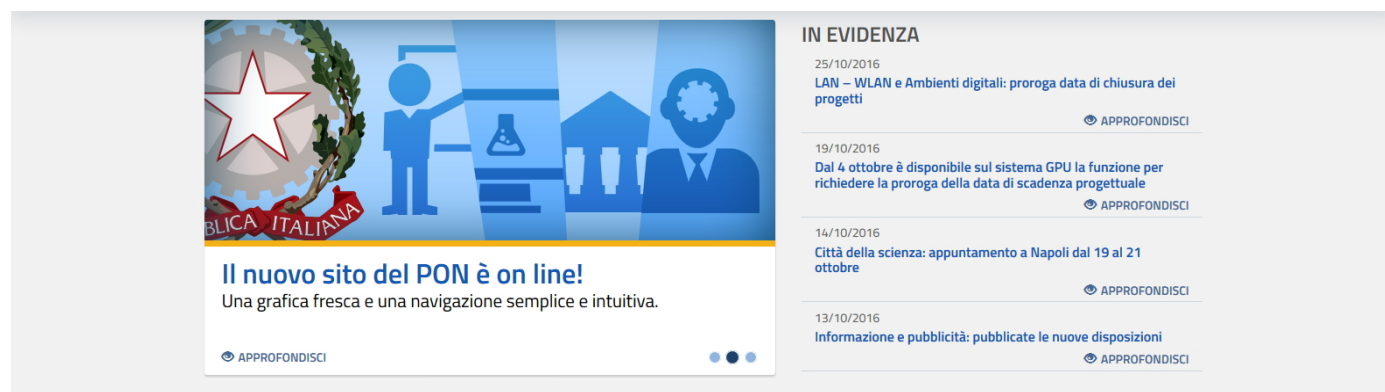 BLICA ITALIANA
Il nuovo sito del PON è on line!
Una grafica fresca e una navigazione semplice e intuitiva.
APPROFONDISCI
IN EVIDENZA
25/10/2016
LAN – WLAN e Ambienti digitali: proroga data di chiusura dei
progetti
APPROFONDISCI
19/10/2016
Dal 4 ottobre è disponibile sul sistema GPU la funzione per
richiedere la proroga della data di scadenza progettuale
APPROFONDISCI
14/10/2016
Città della scienza: appuntamento a Napoli dal 19 al 21
ottobre
APPROFONDISCI
13/10/2016
Informazione e pubblicità: pubblicate le nuove disposizioni
APPROFONDISCI